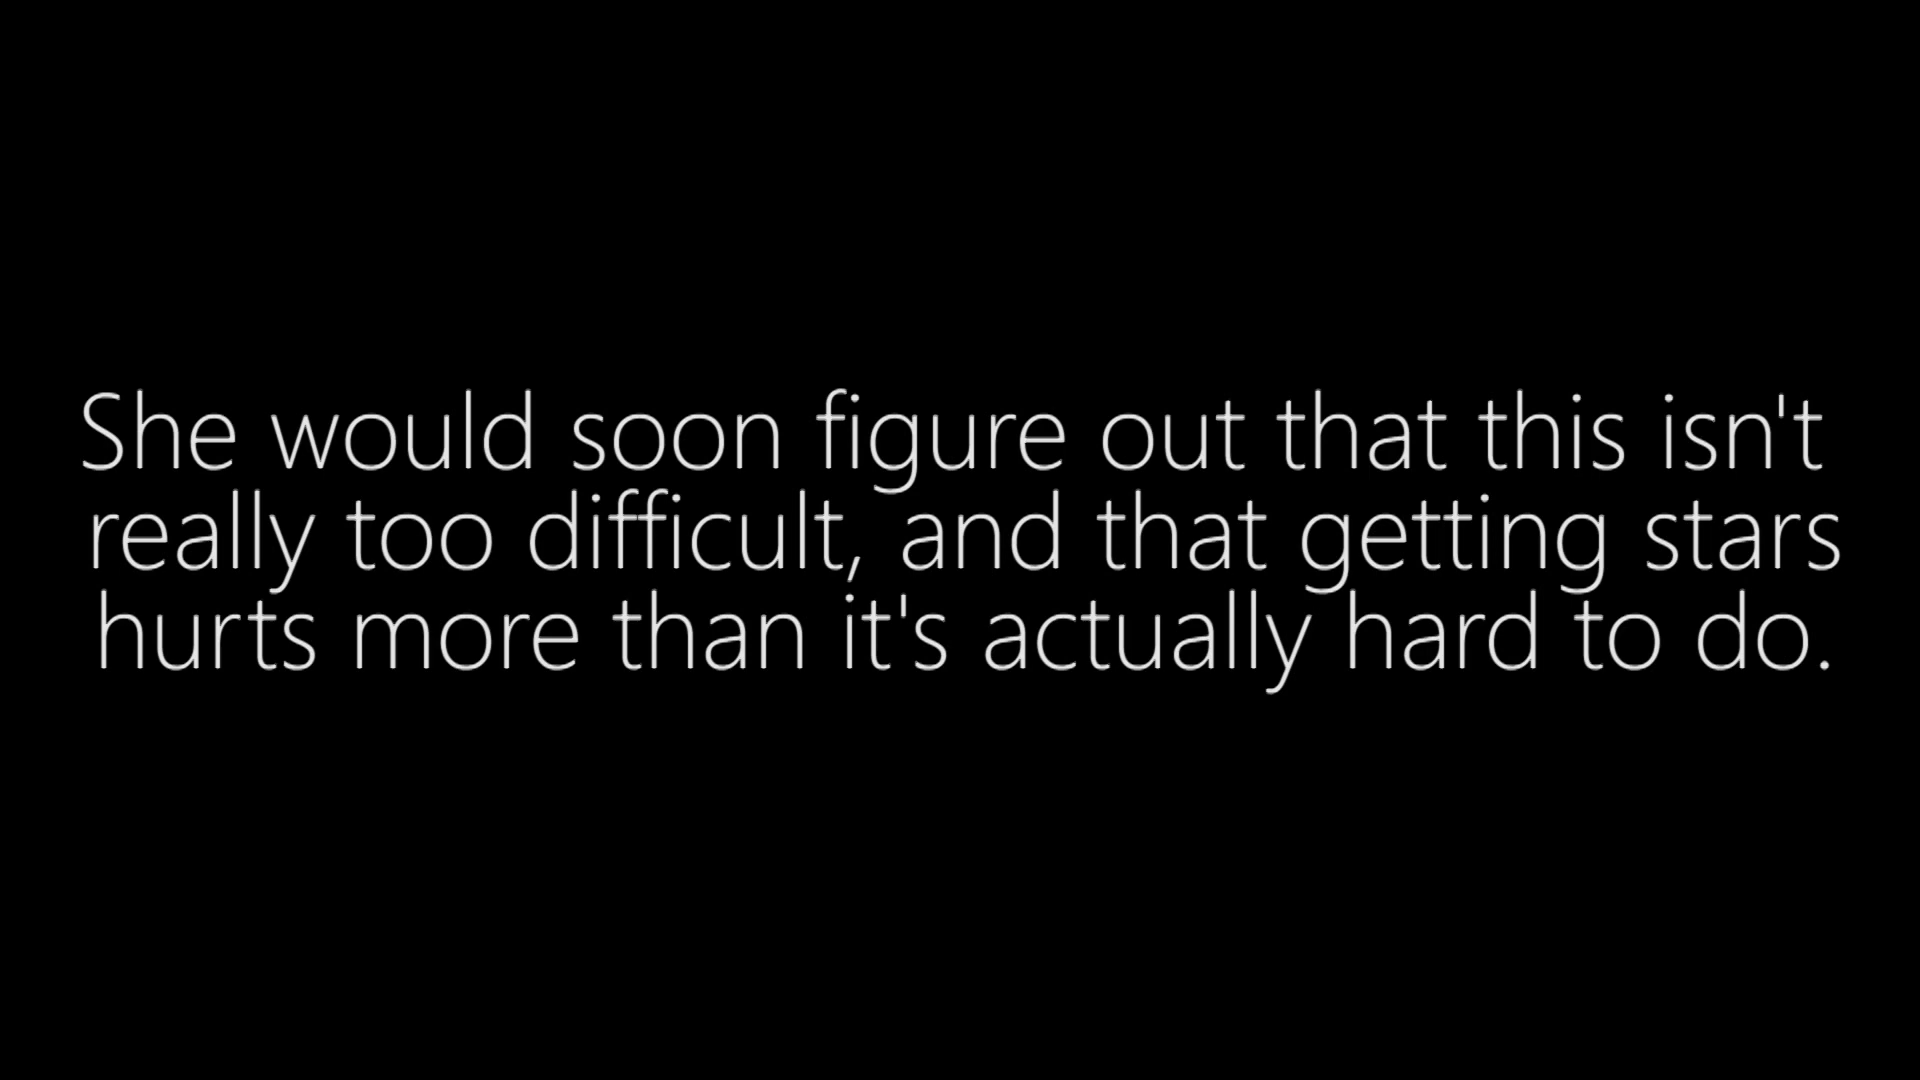 She would soon figure out that this isn't
really too difficult, and that getting stars
hurts more than it's actually hard to do.